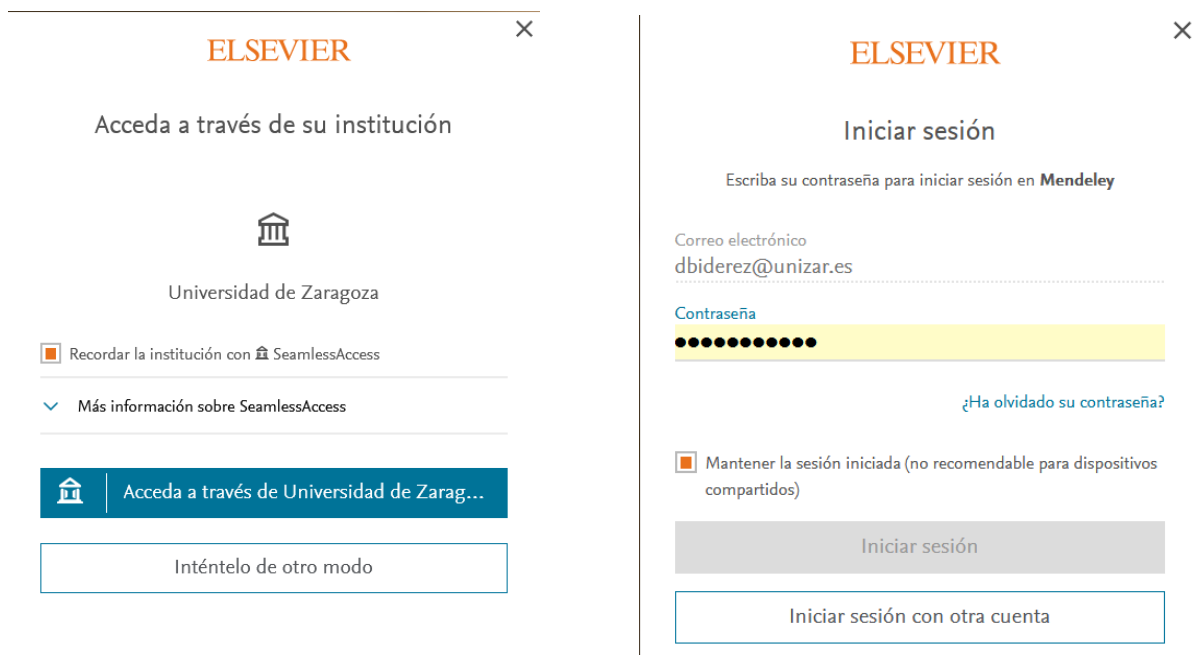 ELSEVIER
Acceda a través de su institución
Universidad de Zaragoza
Recordar la institución con SeamlessAccess
Más información sobre SeamlessAccess
Acceda a través de Universidad de Zarag...
Inténtelo de otro modo
ELSEVIER
Iniciar sesión
Escriba su contraseña para iniciar sesión en Mendeley
Correo electrónico
dbiderez@unizar.es
Contraseña
●●●●●●●●●●●
¿Ha olvidado su contraseña?
Mantener la sesión iniciada (no recomendable para dispositivos
compartidos)
Iniciar sesión
Iniciar sesión con otra cuenta